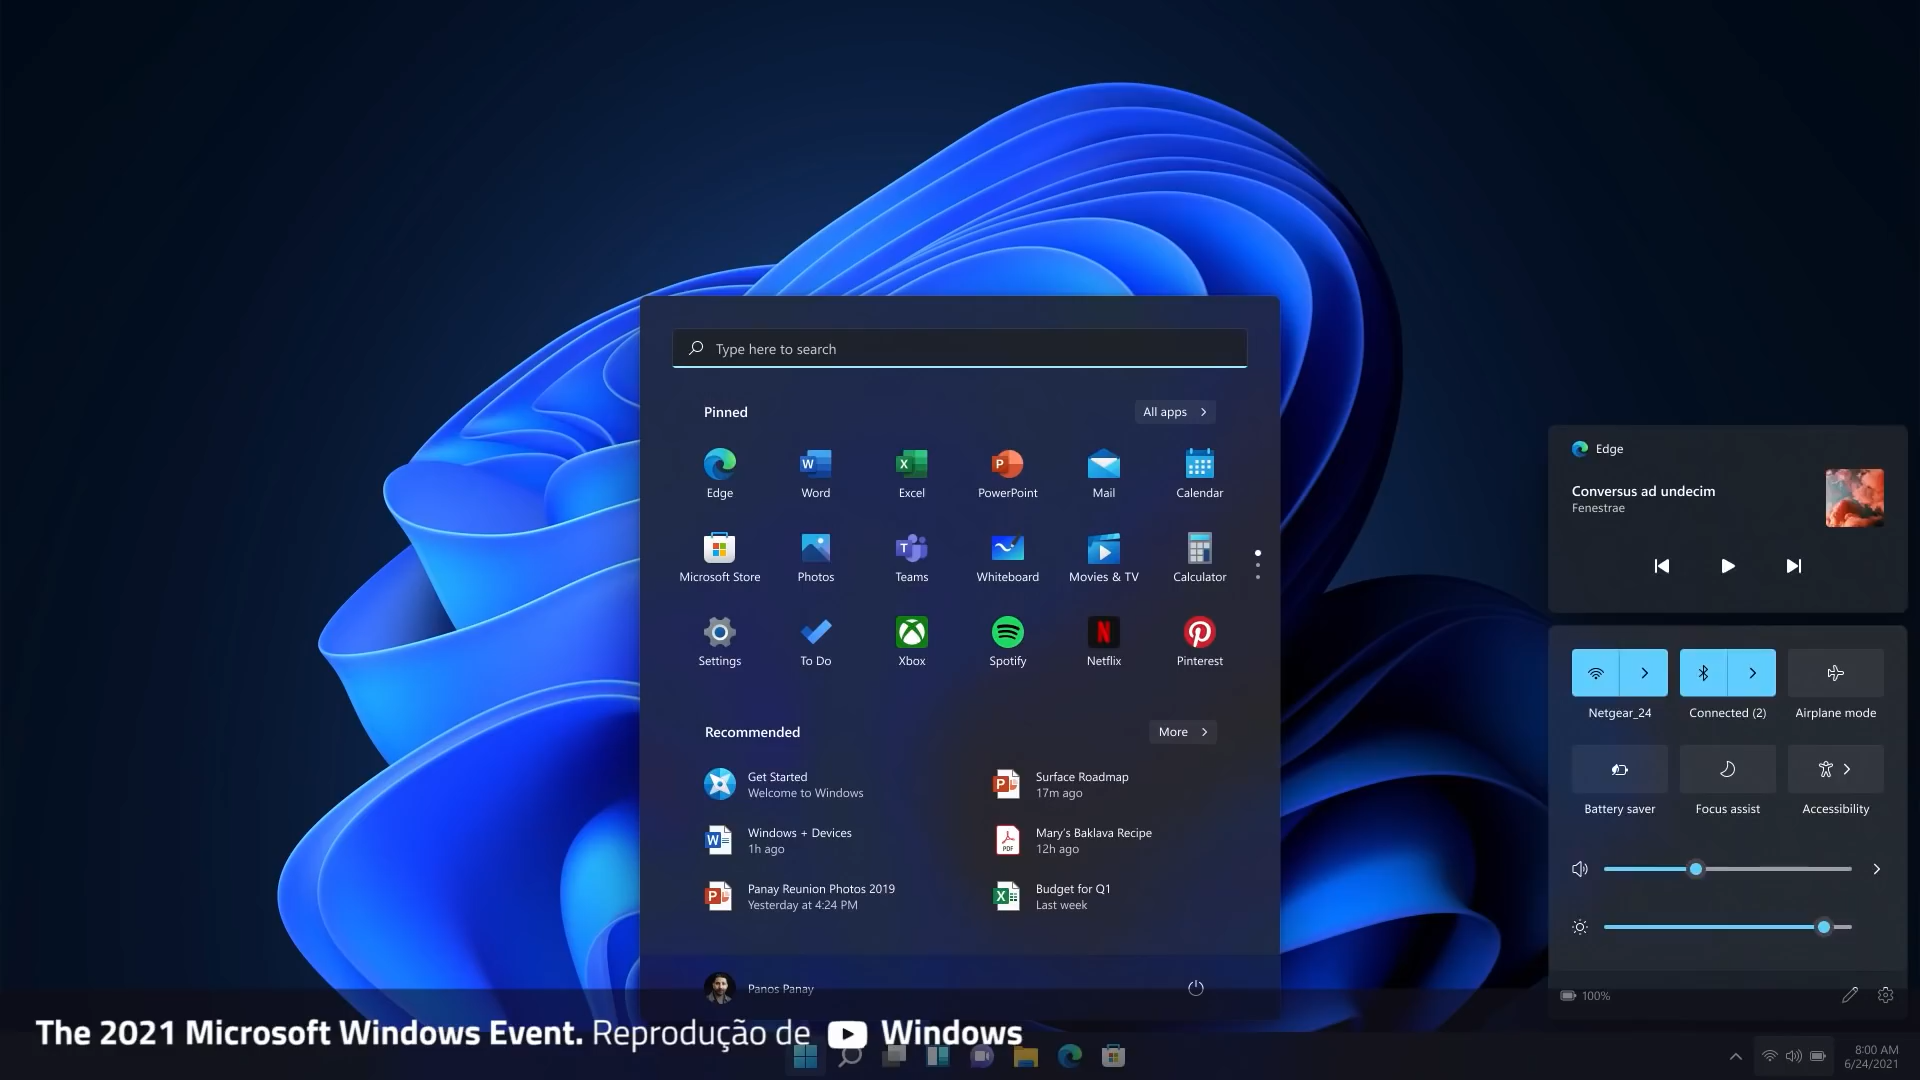 Type here to search
Pinned
All apps
Edge
Word
Excel
PowerPoint
Mail
Calendar
Microsoft Store
Photos
Teams
Whiteboard
Movies & TV
Calculator
Settings
To Do
Xbox
Spotify
Netflix
Pinterest
Recommended
More
Get Started
Welcome to Windows
Surface Roadmap
17m ago
Windows + Devices
1h ago
Mary's Baklava Recipe
12h ago
Panay Reunion Photos 2019
Yesterday at 4:24 PM
Budget for Q1
Last week
Panos Panay
Edge
Conversus ad undecim
Fenestrae
Netgear_24
Connected (2)
Airplane mode
Battery saver
Focus assist
Accessibility
100%
The 2021 Microsoft Windows Event. Reprodução de Windows
8:00 AM
6/24/2021